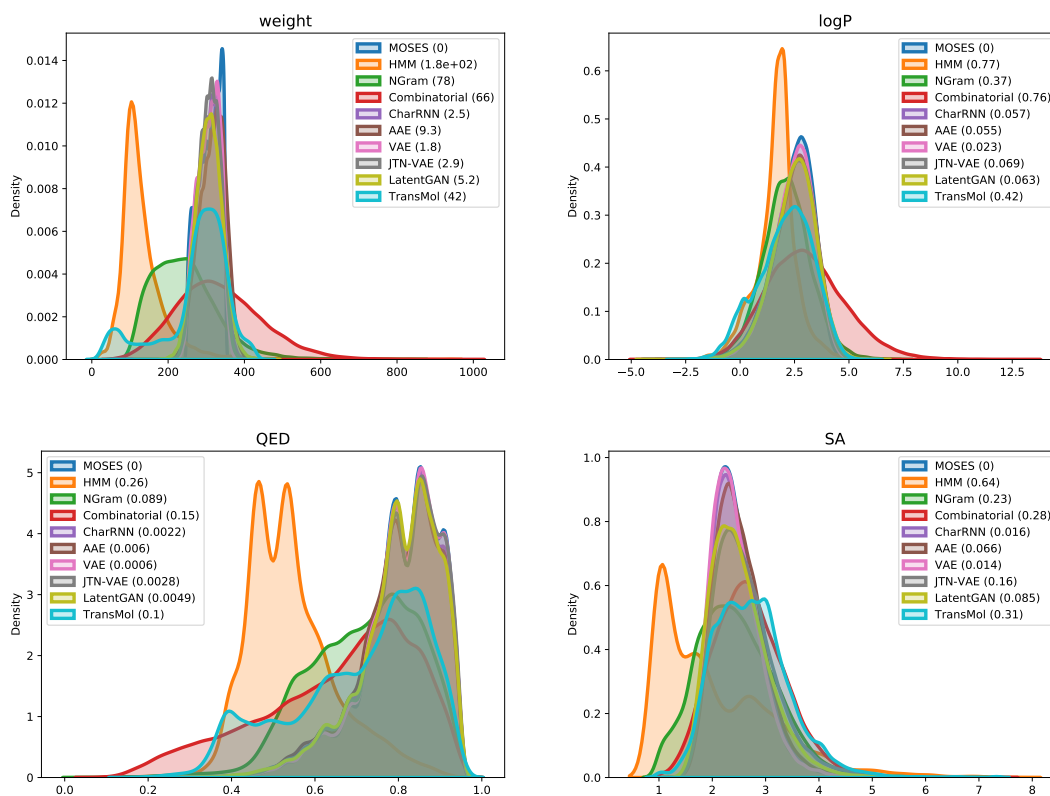 weight
Density
0.014
0.012
0.010
0.008
0.006
0.004
0.002
0.000
0 200 400 600 800 1000
MOSES (0)
HMM (1.8e+02)
NGram (78)
Combinatorial (66)
CharRNN (2.5)
AAE (9.3)
VAE (1.8)
JTN-VAE (2.9)
LatentGAN (5.2)
TransMol (42)
logP
Density
0.6
0.5
0.4
0.3
0.2
0.1
0.0
−5.0 −2.5 0.0 2.5 5.0 7.5 10.0 12.5
MOSES (0)
HMM (0.77)
NGram (0.37)
Combinatorial (0.76)
CharRNN (0.057)
AAE (0.055)
VAE (0.023)
JTN-VAE (0.069)
LatentGAN (0.063)
TransMol (0.42)
QED
Density
5
4
3
2
1
0
0.0 0.2 0.4 0.6 0.8 1.0
MOSES (0)
HMM (0.26)
NGram (0.089)
Combinatorial (0.15)
CharRNN (0.0022)
AAE (0.006)
VAE (0.0006)
JTN-VAE (0.0028)
LatentGAN (0.0049)
TransMol (0.1)
SA
Density
1.0
0.8
0.6
0.4
0.2
0.0
1 2 3 4 5 6 7 8
MOSES (0)
HMM (0.64)
NGram (0.23)
Combinatorial (0.28)
CharRNN (0.016)
AAE (0.066)
VAE (0.014)
JTN-VAE (0.16)
LatentGAN (0.085)
TransMol (0.31)